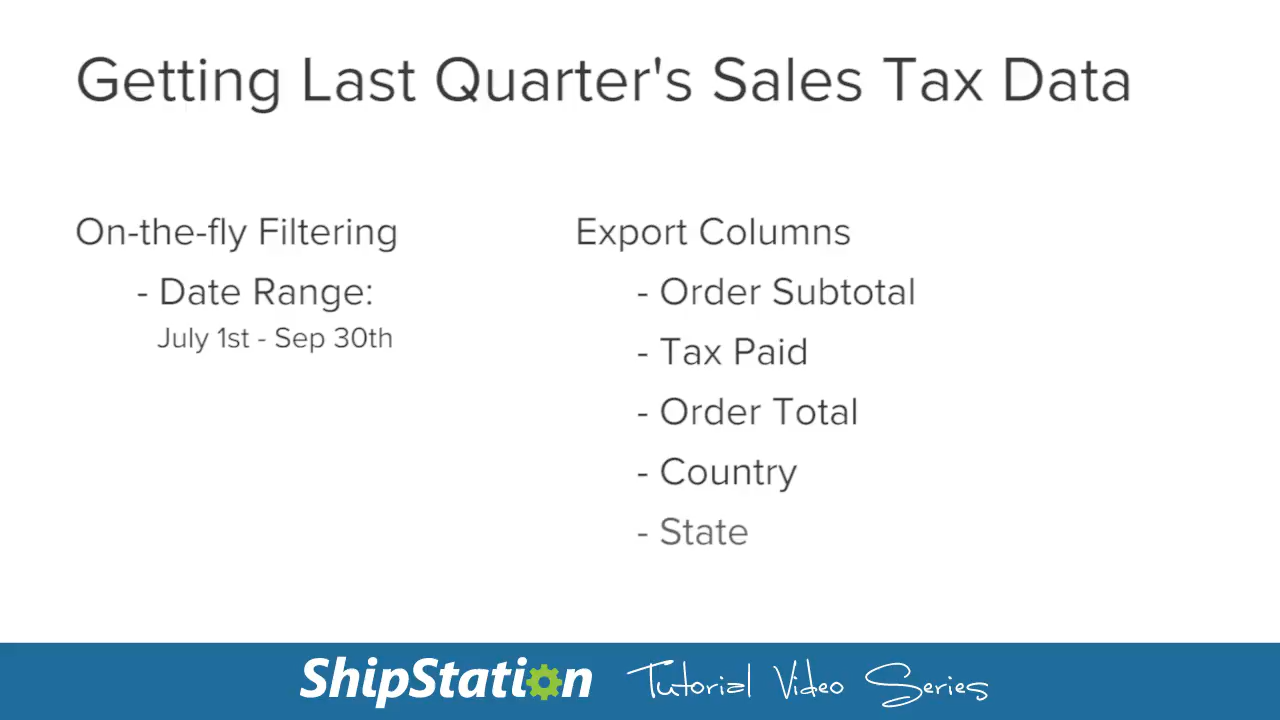 Getting Last Quarter's Sales Tax Data
On-the-fly Filtering
- Date Range:
July 1st - Sep 30th
Export Columns
- Order Subtotal
- Tax Paid
- Order Total
- Country
- State
ShipStation Tutorial Video Series